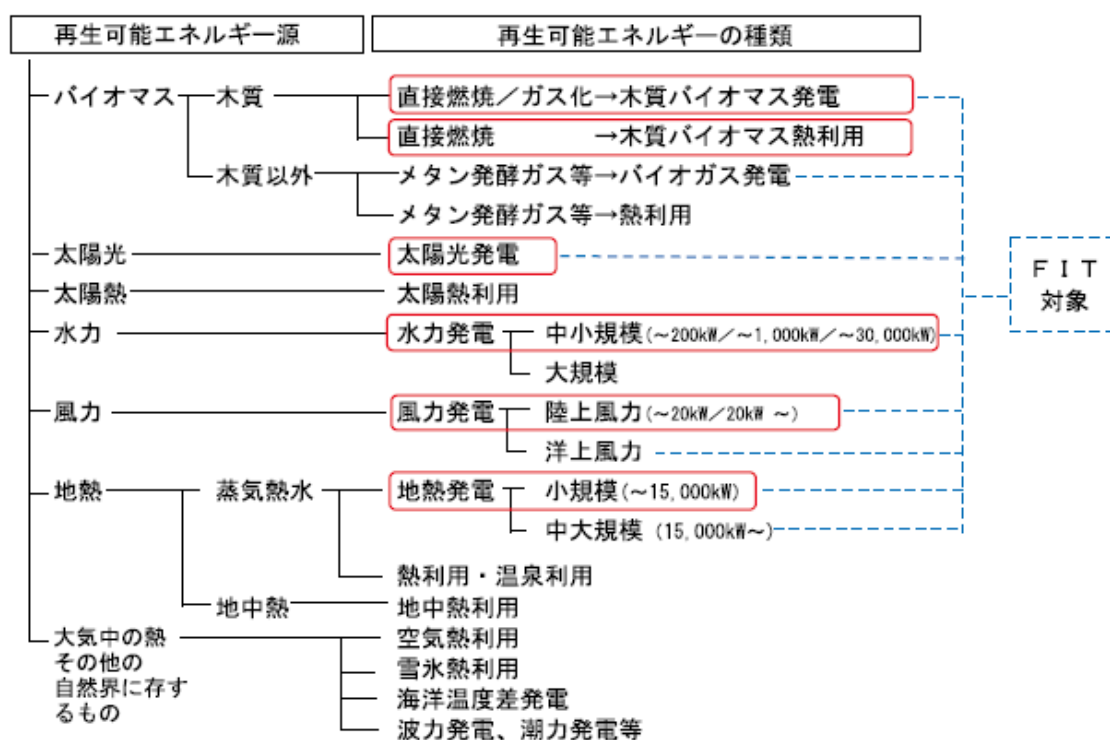 再生可能エネルギー源
再生可能エネルギーの種類
バイオマス 木質 直接燃焼／ガス化→木質バイオマス発電
直接燃焼 →木質バイオマス熱利用
木質以外 メタン発酵ガス等→バイオガス発電
メタン発酵ガス等→熱利用
太陽光 太陽光発電
太陽熱 太陽熱利用
水力 水力発電 中小規模(～200kW／～1,000kW／～30,000kW)
大規模
風力 風力発電 陸上風力(～20kW／20kW ～)
洋上風力
地熱 蒸気熱水 地熱発電 小規模(～15,000kW)
中大規模 (15,000kW～)
熱利用・温泉利用
地中熱 地中熱利用
大気中の熱 空気熱利用
その他の 雪氷熱利用
自然界に存す 海洋温度差発電
るもの 波力発電、潮力発電等
ＦＩＴ
対象